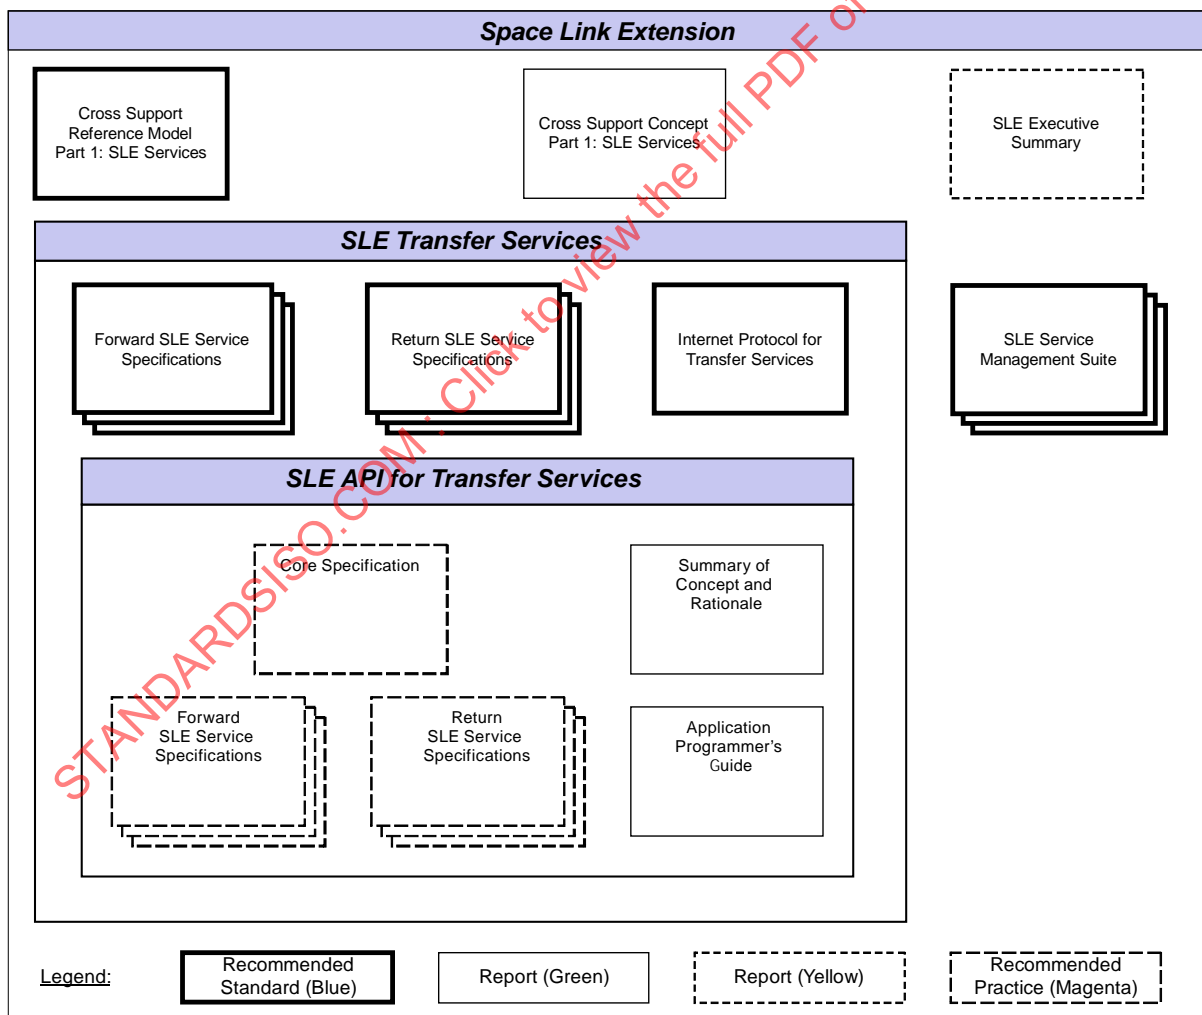 Space Link Extension
Cross Support
Reference Model
Part 1: SLE Services
Cross Support Concept
Part 1: SLE Services
SLE Executive
Summary
SLE Transfer Services
Forward SLE Service
Specifications
Return SLE Service
Specifications
Internet Protocol for
Transfer Services
SLE Service
Management Suite
SLE API for Transfer Services
Core Specification
Summary of
Concept and
Rationale
Forward
SLE Service
Specifications
Return
SLE Service
Specifications
Application
Programmer's
Guide
Legend:
Recommended
Standard (Blue)
Report (Green)
Report (Yellow)
Recommended
Practice (Magenta)
STANDARDSISO.COM : Click to view the full PDF of